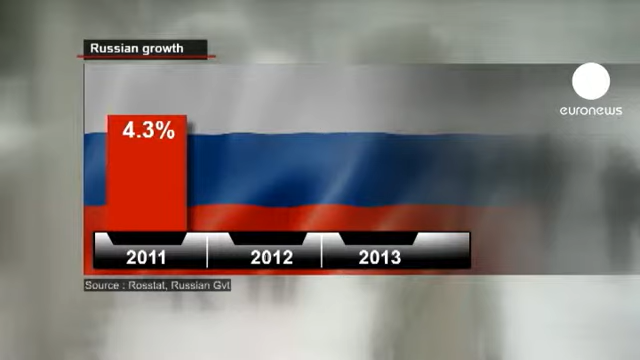 Russian growth
euronews
4.3%
2011
2012
2013
Source : Rosstat, Russian Gvt